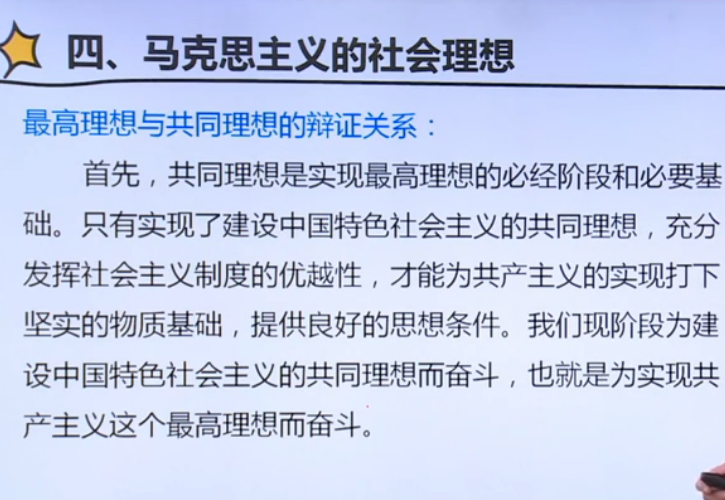 四、马克思主义的社会理想
最高理想与共同理想的辩证关系：
首先，共同理想是实现最高理想的必经阶段和必要基
础。只有实现了建设中国特色社会主义的共同理想，充分
发挥社会主义制度的优越性，才能为共产主义的实现打下
坚实的物质基础，提供良好的思想条件。我们现阶段为建
设中国特色社会主义的共同理想而奋斗，也就是为实现共
产主义这个最高理想而奋斗。